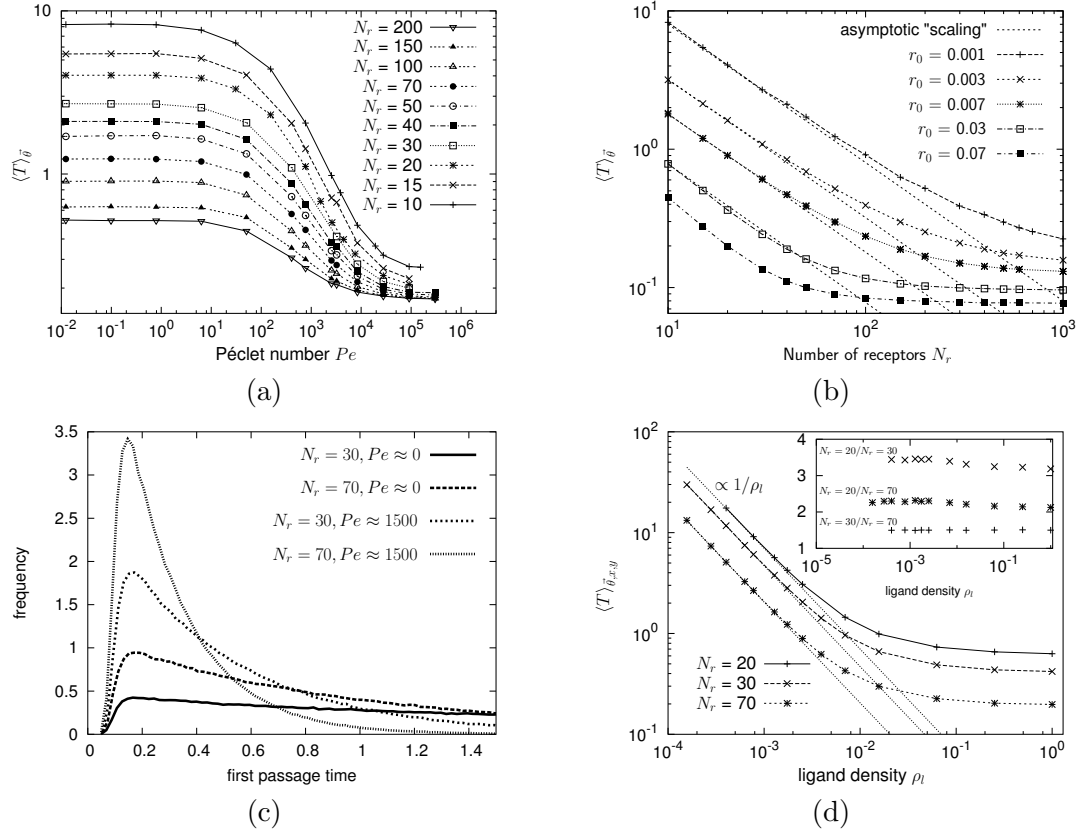 10
1
⟨T⟩_θ⃗
10^-2 10^-1 10^0 10^1 10^2 10^3 10^4 10^5 10^6
Péclet number Pe
N_r = 200
N_r = 150
N_r = 100
N_r = 70
N_r = 50
N_r = 40
N_r = 30
N_r = 20
N_r = 15
N_r = 10
(a)
10^1
10^0
10^-1
⟨T⟩_θ⃗
10^1 10^2 10^3
Number of receptors N_r
asymptotic "scaling"
r_0 = 0.001
r_0 = 0.003
r_0 = 0.007
r_0 = 0.03
r_0 = 0.07
(b)
3.5
3
2.5
2
1.5
1
0.5
0
frequency
0 0.2 0.4 0.6 0.8 1 1.2 1.4
first passage time
N_r = 30, Pe ≈ 0
N_r = 70, Pe ≈ 0
N_r = 30, Pe ≈ 1500
N_r = 70, Pe ≈ 1500
(c)
10^2
10^1
10^0
10^-1
⟨T⟩_θ⃗,x,y
10^-4 10^-3 10^-2 10^-1 10^0
ligand density ρ_l
∝ 1/ρ_l
N_r = 20
N_r = 30
N_r = 70
4
3
2
1
N_r = 20/N_r = 30
N_r = 20/N_r = 70
N_r = 30/N_r = 70
10^-5 10^-3 10^-1
ligand density ρ_l
(d)